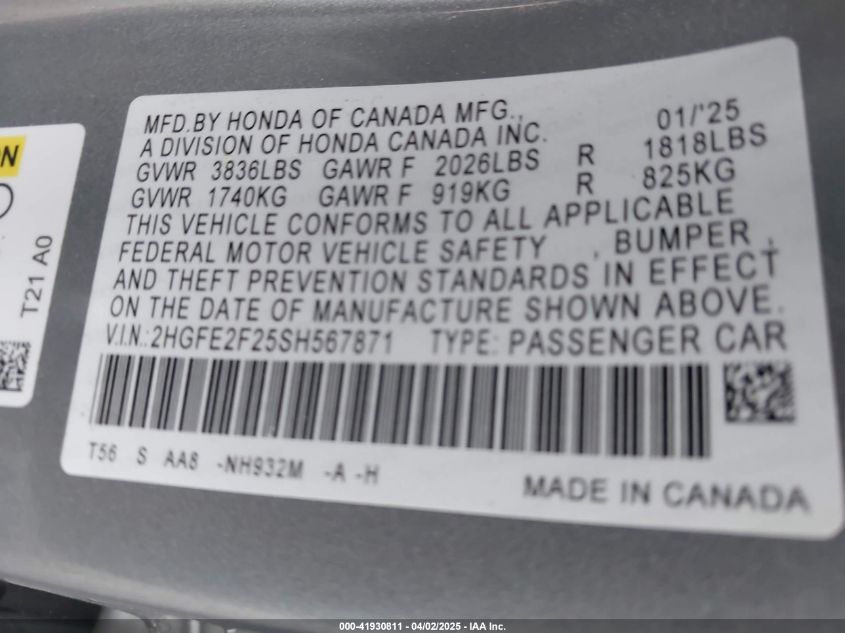 ON
T21 A0
MFD.BY HONDA OF CANADA MFG., 01/'25
A DIVISION OF HONDA CANADA INC.
GVWR 3836LBS GAWR F 2026LBS R 1818LBS
GVWR 1740KG GAWR F 919KG R 825KG
THIS VEHICLE CONFORMS TO ALL APPLICABLE
FEDERAL MOTOR VEHICLE SAFETY , BUMPER ,
AND THEFT PREVENTION STANDARDS IN EFFECT
ON THE DATE OF MANUFACTURE SHOWN ABOVE.
V.I.N.:2HGFE2F25SH567871 TYPE: PASSENGER CAR
T56 S AA8 -NH932M -A -H
MADE IN CANADA
000-41930811 - 04/02/2025 - IAA Inc.